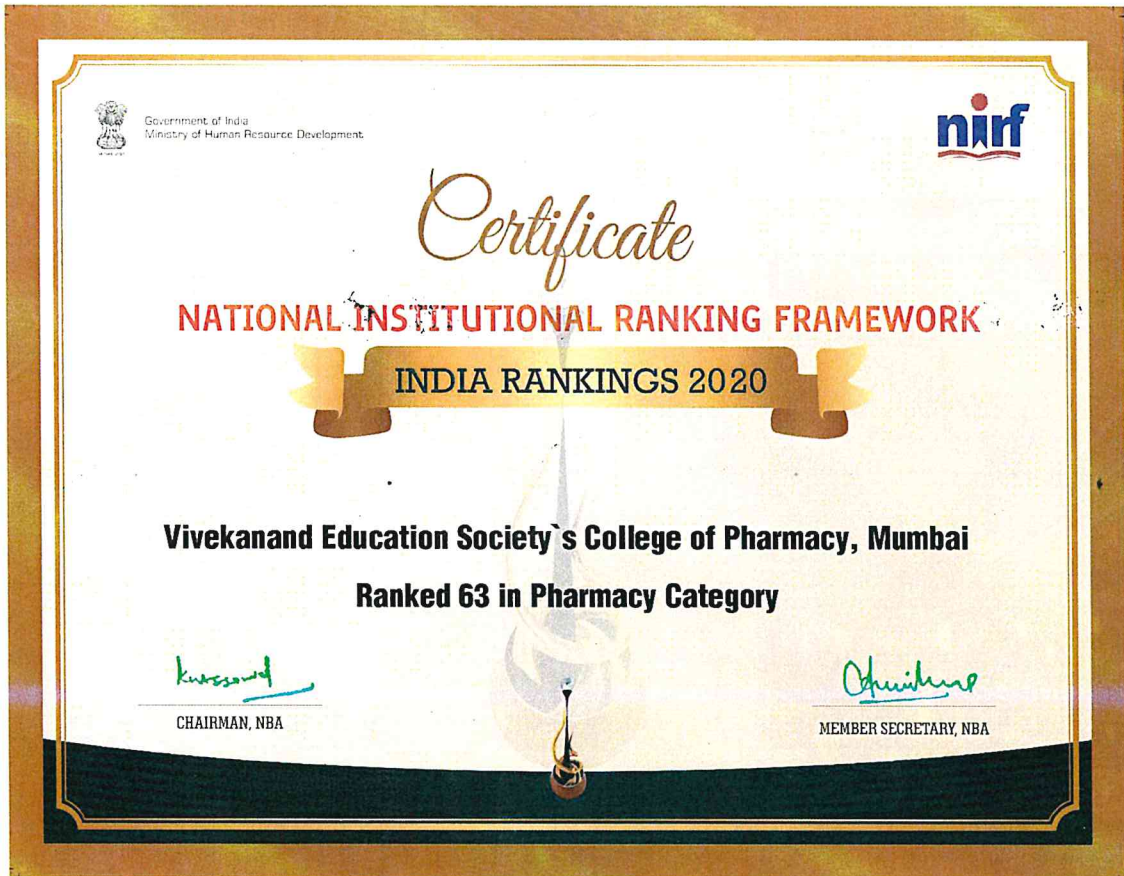 Government of India
Ministry of Human Resource Development
nirf
Certificate
NATIONAL INSTITUTIONAL RANKING FRAMEWORK
INDIA RANKINGS 2020
Vivekanand Education Society`s College of Pharmacy, Mumbai
Ranked 63 in Pharmacy Category
CHAIRMAN, NBA
MEMBER SECRETARY, NBA